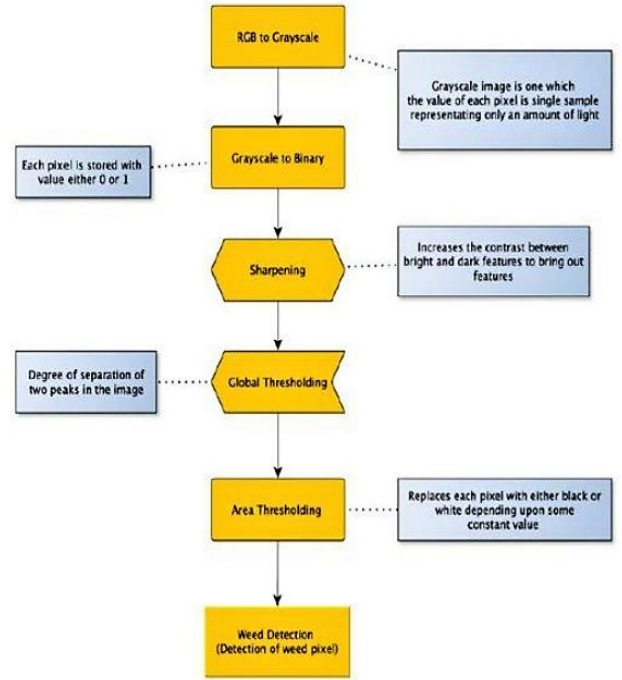 RGB to Grayscale
Grayscale image is one which
the value of each pixel is single sample
representating only an amount of light
Grayscale to Binary
Each pixel is stored with
value either 0 or 1
Sharpening
Increases the contrast between
bright and dark features to bring out
features
Global Thresholding
Degree of separation of
two peaks in the image
Area Thresholding
Replaces each pixel with either black or
white depending upon some
constant value
Weed Detection
(Detection of weed pixel)